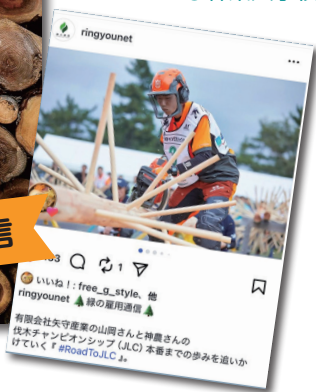 ringyounet
1
いいね!:free_g_style、他
ringyounet 🌲緑の雇用通信🌲
有限会社矢守産業の山岡さんと神農さんの
伐木チャンピオンシップ(JLC)本番までの歩みを追いか
けていく『 #RoadToJLC 』。